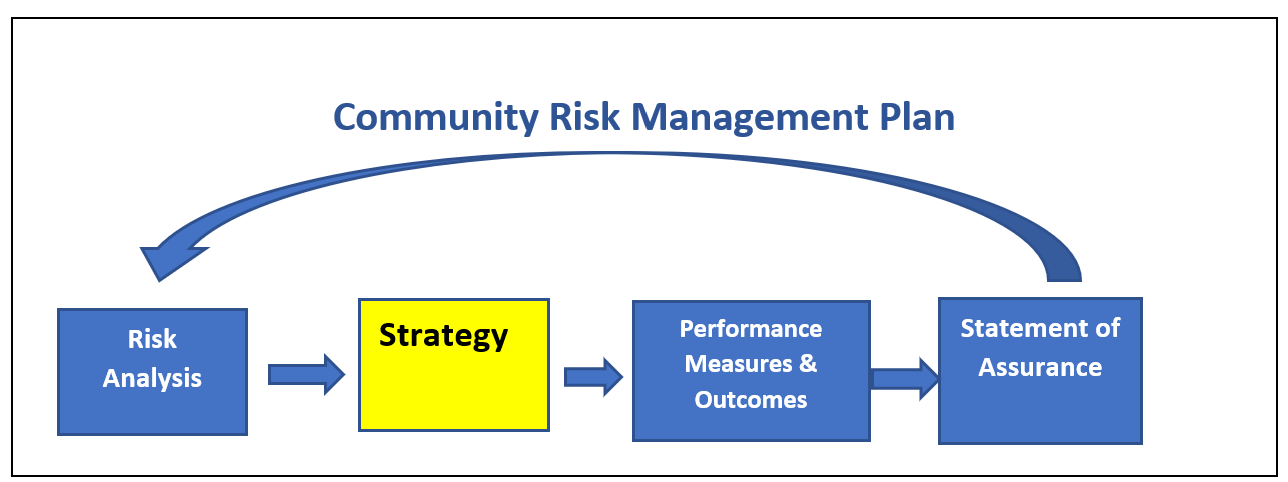 Community Risk Management Plan
Risk
Analysis
Strategy
Performance
Measures &
Outcomes
Statement of
Assurance